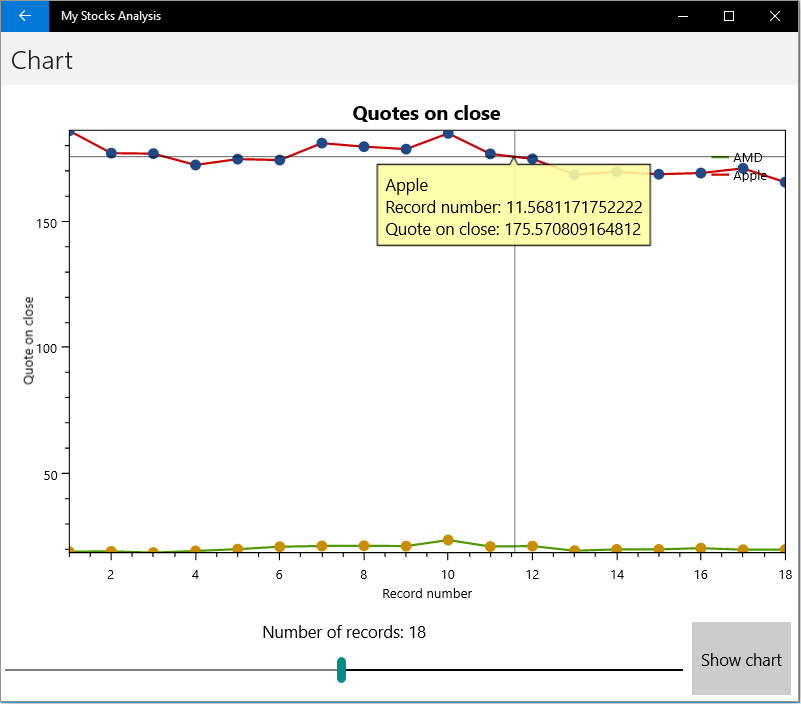 My Stocks Analysis
Chart
Quotes on close
AMD
Apple
Apple
Record number: 11.5681171752222
Quote on close: 175.570809164812
150
100
50
Quote on close
2 4 6 8 10 12 14 16 18
Record number
Number of records: 18
Show chart